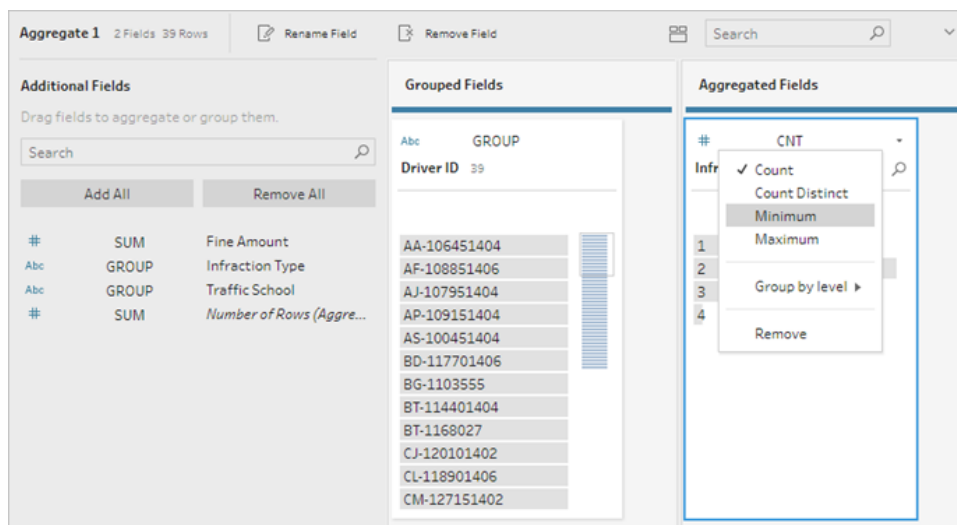 Aggregate 1 2 Fields 39 Rows Rename Field Remove Field Search
Additional Fields
Drag fields to aggregate or group them.
Search
Add All Remove All
# SUM Fine Amount
Abc GROUP Infraction Type
Abc GROUP Traffic School
# SUM Number of Rows (Aggre...
Grouped Fields
Abc GROUP
Driver ID 39
AA-106451404
AF-108851406
AJ-107951404
AP-109151404
AS-100451404
BD-117701406
BG-1103555
BT-114401404
BT-1168027
CJ-120101402
CL-118901406
CM-127151402
Aggregated Fields
# CNT
Infr
1
2
3
4
✓ Count
Count Distinct
Minimum
Maximum
Group by level
Remove